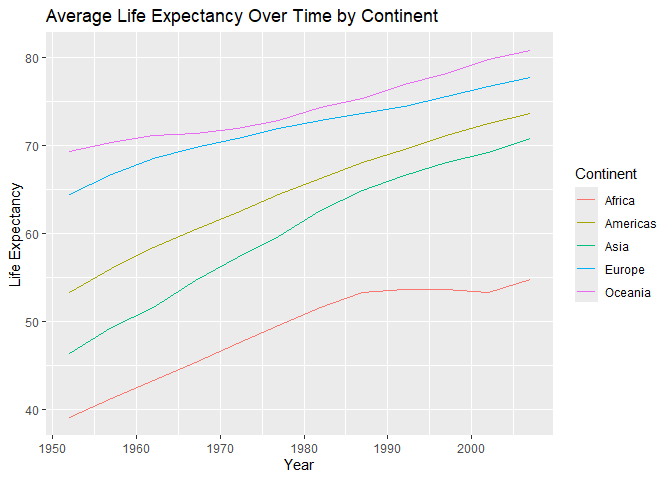 Average Life Expectancy Over Time by Continent
80
70
60
50
40
Life Expectancy
1950
1960
1970
1980
1990
2000
Year
Continent
Africa
Americas
Asia
Europe
Oceania